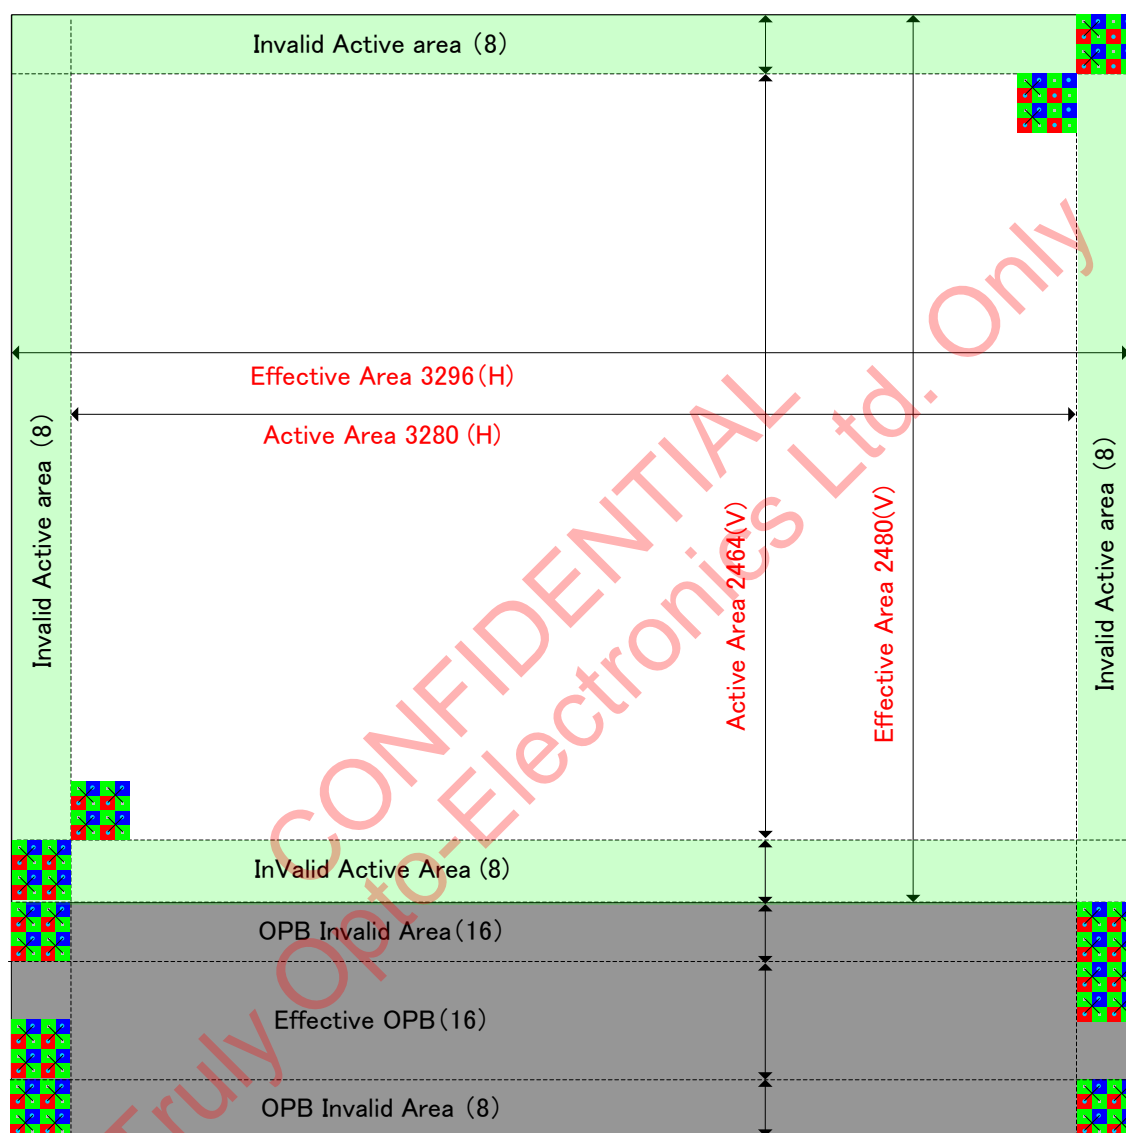 Invalid Active area (8)
Effective Area 3296(H)
Active Area 3280 (H)
Invalid Active area (8)
Active Area 2464(V)
Effective Area 2480(V)
Invalid Active area (8)
InValid Active Area (8)
OPB Invalid Area(16)
Effective OPB(16)
OPB Invalid Area (8)
CONFIDENTIAL
Truly Opto-Electronics Ltd. Only